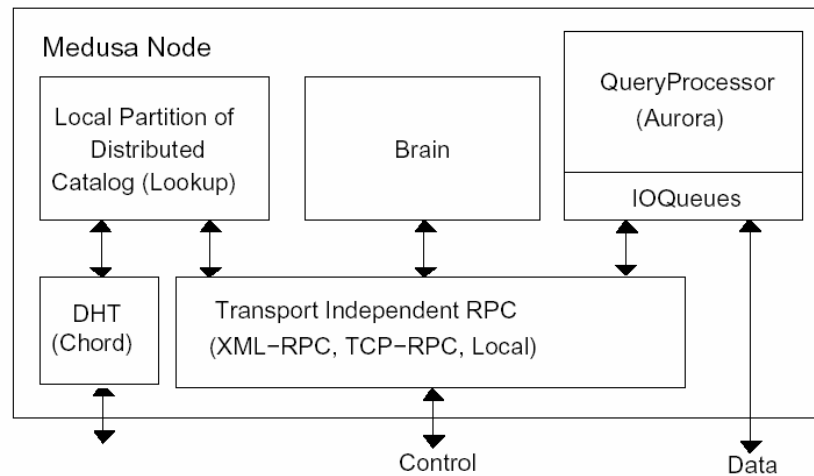 Medusa Node
Local Partition of
Distributed
Catalog (Lookup)
Brain
QueryProcessor
(Aurora)
IOQueues
DHT
(Chord)
Transport Independent RPC
(XML−RPC, TCP−RPC, Local)
Control
Data